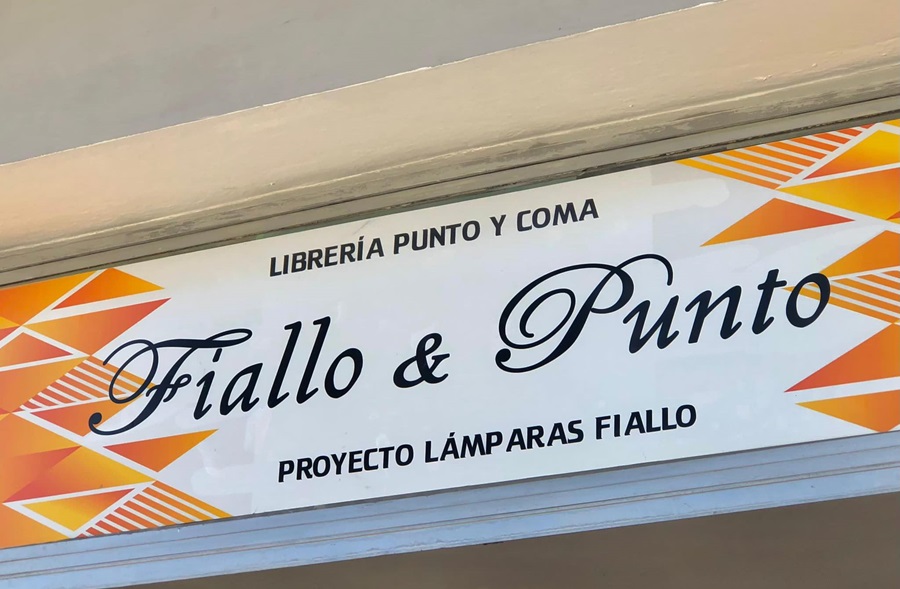 LIBRERÍA PUNTO Y COMA
Fiallo & Punto
PROYECTO LÁMPARAS FIALLO